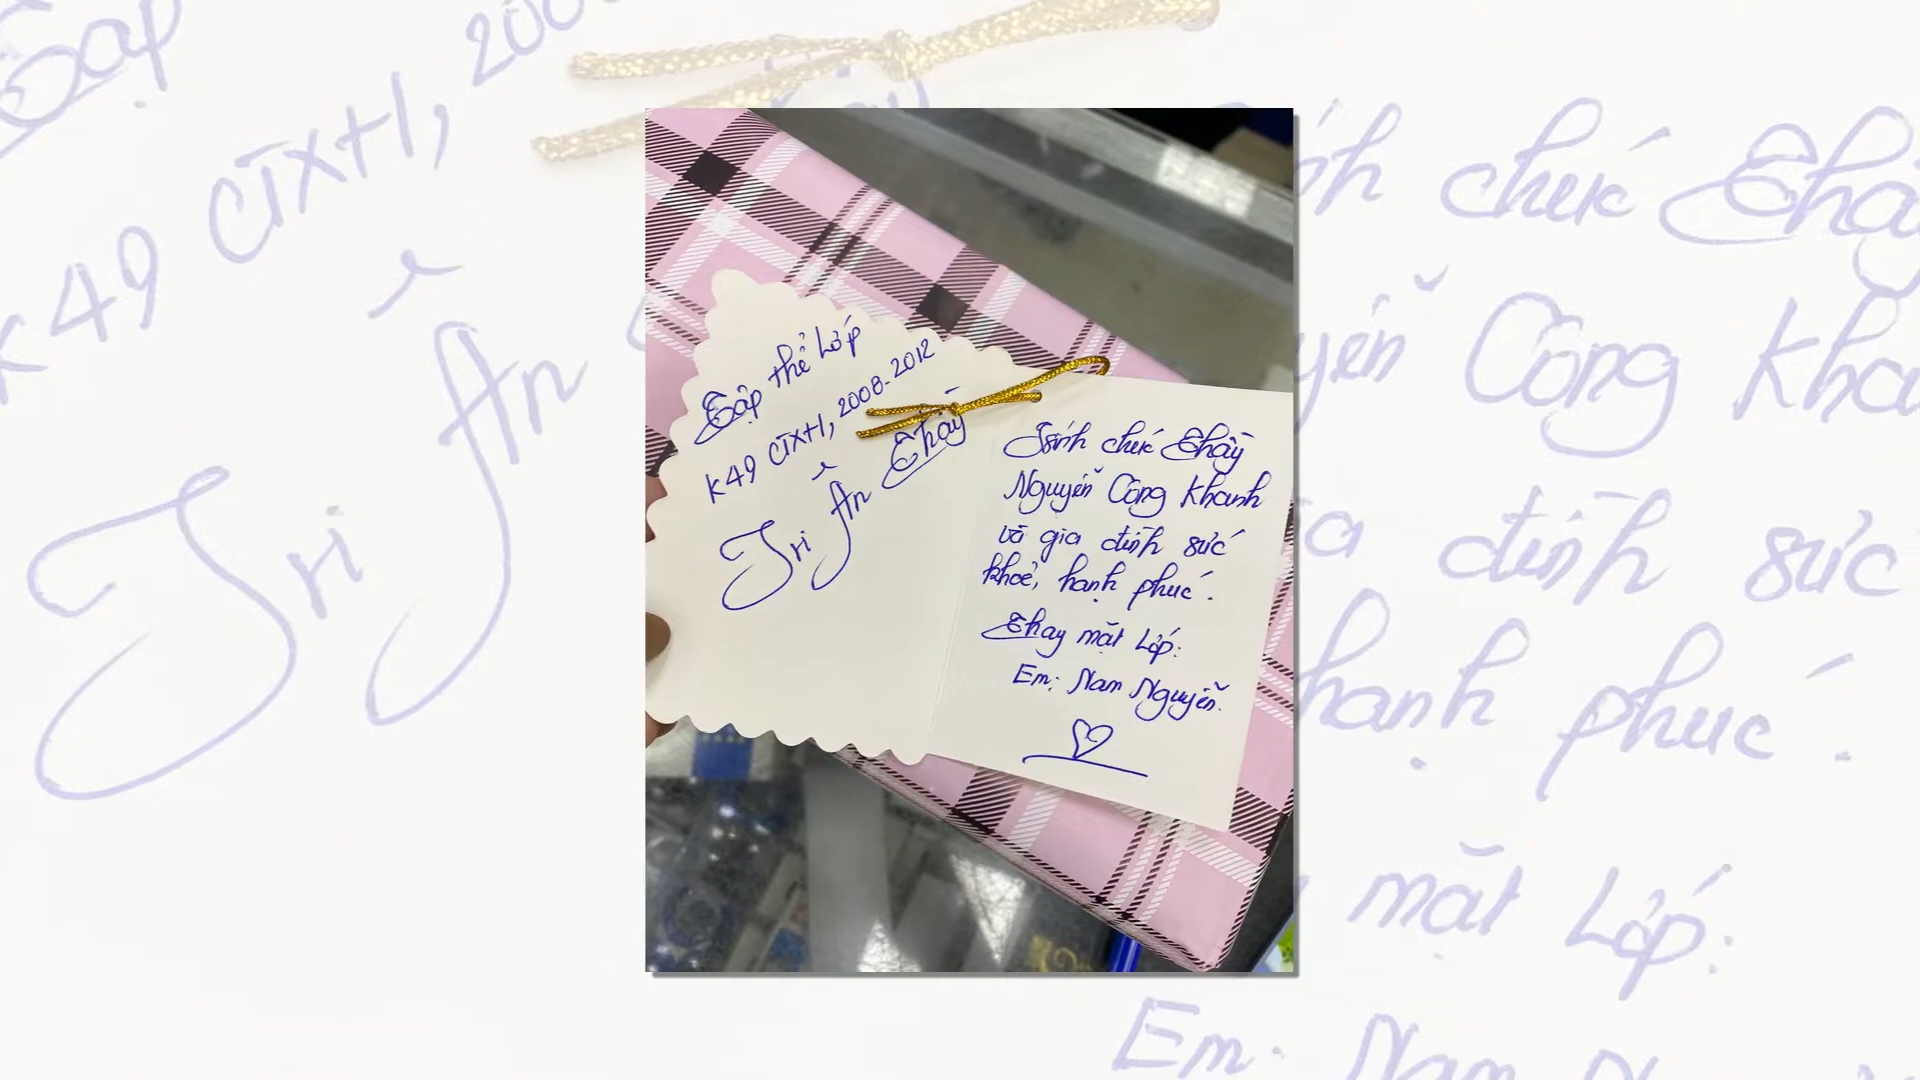 Tập thể Lớp
K49 CTXH1, 2008-2012
Tri Ân Thầy
Kính chúc Thầy
Nguyễn Công Khanh
và gia đình sức
khoẻ, hạnh phúc.
Thay mặt Lớp:
Em: Nam Nguyễn.